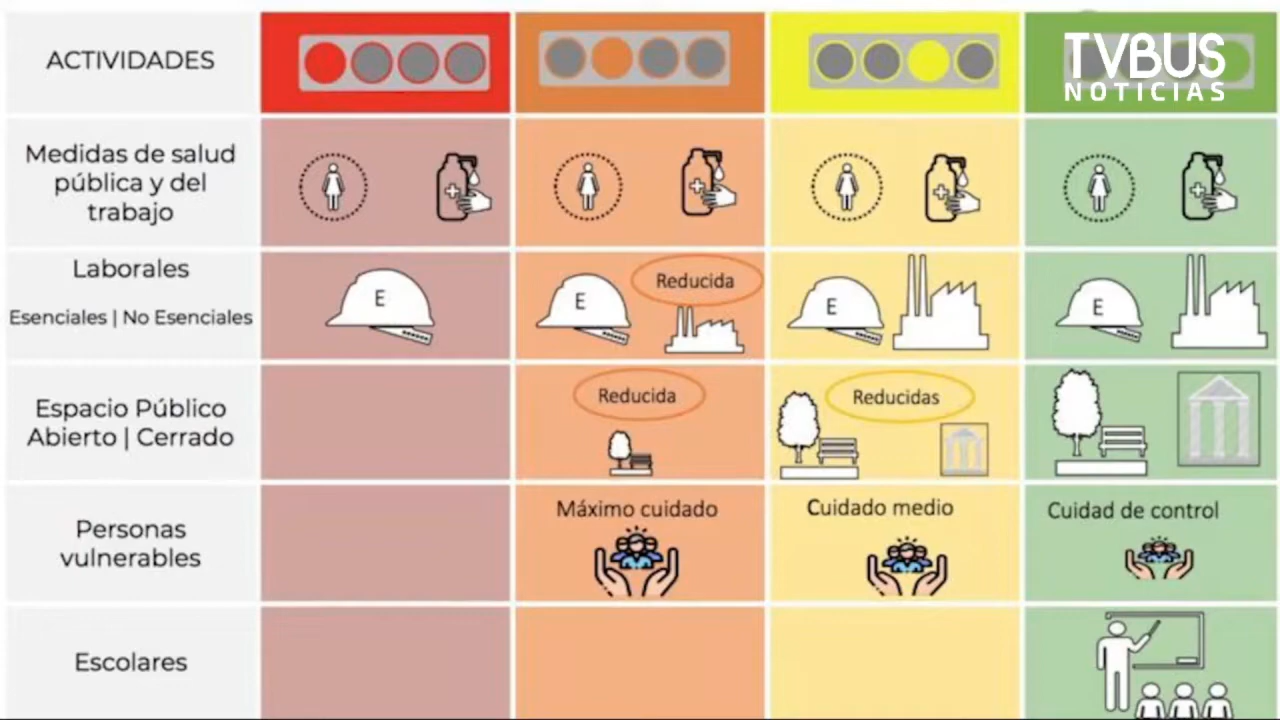 ACTIVIDADES
TVBUS
NOTICIAS
Medidas de salud
pública y del
trabajo
Laborales
Esenciales | No Esenciales
E
E
Reducida
E
E
Espacio Público
Abierto | Cerrado
Reducida
Reducidas
Personas
vulnerables
Máximo cuidado
Cuidado medio
Cuidad de control
Escolares